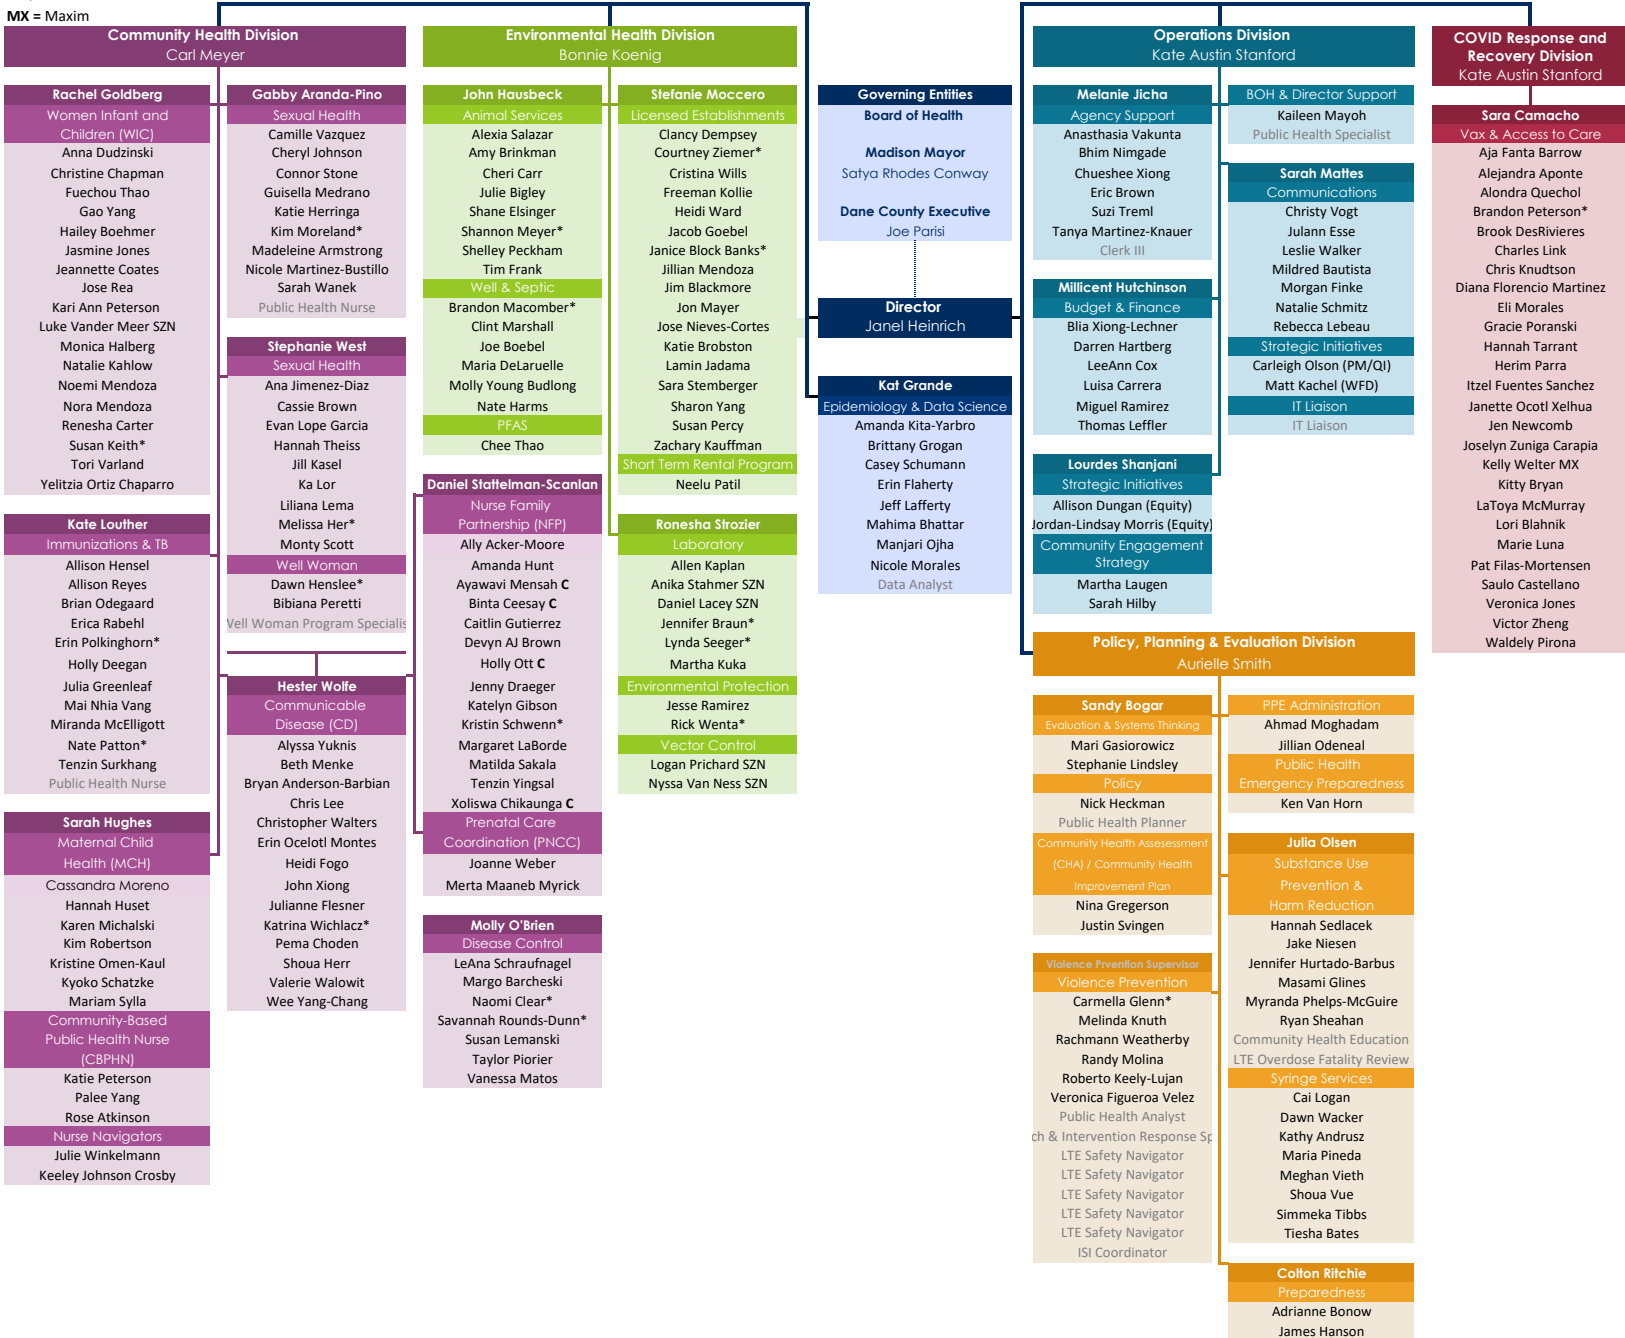 MX = Maxim
Community Health Division
Carl Meyer
Rachel Goldberg
Women Infant and
Children (WIC)
Anna Dudzinski
Christine Chapman
Fuechou Thao
Gao Yang
Hailey Boehmer
Jasmine Jones
Jeannette Coates
Jose Rea
Kari Ann Peterson
Luke Vander Meer SZN
Monica Halberg
Natalie Kahlow
Noemi Mendoza
Nora Mendoza
Renesha Carter
Susan Keith*
Tori Varland
Yelitzia Ortiz Chaparro
Kate Louther
Immunizations & TB
Allison Hensel
Allison Reyes
Brian Odegaard
Erica Rabehl
Erin Polkinghorn*
Holly Deegan
Julia Greenleaf
Mai Nhia Vang
Miranda McElligott
Nate Patton*
Tenzin Surkhang
Public Health Nurse
Sarah Hughes
Maternal Child
Health (MCH)
Cassandra Moreno
Hannah Huset
Karen Michalski
Kim Robertson
Kristine Omen-Kaul
Kyoko Schatzke
Mariam Sylla
Community-Based
Public Health Nurse
(CBPHN)
Katie Peterson
Palee Yang
Rose Atkinson
Nurse Navigators
Julie Winkelmann
Keeley Johnson Crosby
Gabby Aranda-Pino
Sexual Health
Camille Vazquez
Cheryl Johnson
Connor Stone
Guisella Medrano
Katie Herringa
Kim Moreland*
Madeleine Armstrong
Nicole Martinez-Bustillo
Sarah Wanek
Public Health Nurse
Stephanie West
Sexual Health
Ana Jimenez-Diaz
Cassie Brown
Evan Lope Garcia
Hannah Theiss
Jill Kasel
Ka Lor
Liliana Lema
Melissa Her*
Monty Scott
Well Woman
Dawn Henslee*
Bibiana Peretti
Well Woman Program Specialis
Hester Wolfe
Communicable
Disease (CD)
Alyssa Yuknis
Beth Menke
Bryan Anderson-Barbian
Chris Lee
Christopher Walters
Erin Ocelotl Montes
Heidi Fogo
John Xiong
Julianne Flesner
Katrina Wichlacz*
Pema Choden
Shoua Herr
Valerie Walowit
Wee Yang-Chang
Environmental Health Division
Bonnie Koenig
John Hausbeck
Animal Services
Alexia Salazar
Amy Brinkman
Cheri Carr
Julie Bigley
Shane Elsinger
Shannon Meyer*
Shelley Peckham
Tim Frank
Well & Septic
Brandon Macomber*
Clint Marshall
Joe Boebel
Maria DeLaruelle
Molly Young Budlong
Nate Harms
PFAS
Chee Thao
Daniel Stattelman-Scanlan
Nurse Family
Partnership (NFP)
Ally Acker-Moore
Amanda Hunt
Ayawavi Mensah C
Binta Ceesay C
Caitlin Gutierrez
Devyn AJ Brown
Holly Ott C
Jenny Draeger
Katelyn Gibson
Kristin Schwenn*
Margaret LaBorde
Matilda Sakala
Tenzin Yingsal
Xoliswa Chikaunga C
Prenatal Care
Coordination (PNCC)
Joanne Weber
Merta Maaneb Myrick
Molly O'Brien
Disease Control
LeAna Schraufnagel
Margo Barcheski
Naomi Clear*
Savannah Rounds-Dunn*
Susan Lemanski
Taylor Piorier
Vanessa Matos
Stefanie Moccero
Licensed Establishments
Clancy Dempsey
Courtney Ziemer*
Cristina Wills
Freeman Kollie
Heidi Ward
Jacob Goebel
Janice Block Banks*
Jillian Mendoza
Jim Blackmore
Jon Mayer
Jose Nieves-Cortes
Katie Brobston
Lamin Jadama
Sara Stemberger
Sharon Yang
Susan Percy
Zachary Kauffman
Short Term Rental Program
Neelu Patil
Ronesha Strozier
Laboratory
Allen Kaplan
Anika Stahmer SZN
Daniel Lacey SZN
Jennifer Braun*
Lynda Seeger*
Martha Kuka
Environmental Protection
Jesse Ramirez
Rick Wenta*
Vector Control
Logan Prichard SZN
Nyssa Van Ness SZN
Governing Entities
Board of Health
Madison Mayor
Satya Rhodes Conway
Dane County Executive
Joe Parisi
Director
Janel Heinrich
Kat Grande
Epidemiology & Data Science
Amanda Kita-Yarbro
Brittany Grogan
Casey Schumann
Erin Flaherty
Jeff Lafferty
Mahima Bhattar
Manjari Ojha
Nicole Morales
Data Analyst
Operations Division
Kate Austin Stanford
Melanie Jicha
Agency Support
Anasthasia Vakunta
Bhim Nimgade
Chueshee Xiong
Eric Brown
Suzi Treml
Tanya Martinez-Knauer
Clerk III
Millicent Hutchinson
Budget & Finance
Blia Xiong-Lechner
Darren Hartberg
LeeAnn Cox
Luisa Carrera
Miguel Ramirez
Thomas Leffler
Lourdes Shanjani
Strategic Initiatives
Allison Dungan (Equity)
Jordan-Lindsay Morris (Equity)
Community Engagement
Strategy
Martha Laugen
Sarah Hilby
BOH & Director Support
Kaileen Mayoh
Public Health Specialist
Sarah Mattes
Communications
Christy Vogt
Julann Esse
Leslie Walker
Mildred Bautista
Morgan Finke
Natalie Schmitz
Rebecca Lebeau
Strategic Initiatives
Carleigh Olson (PM/QI)
Matt Kachel (WFD)
IT Liaison
IT Liaison
Policy, Planning & Evaluation Division
Aurielle Smith
Sandy Bogar
Evaluation & Systems Thinking
Mari Gasiorowicz
Stephanie Lindsley
Policy
Nick Heckman
Public Health Planner
Community Health Assesessment
(CHA) / Community Health
Improvement Plan
Nina Gregerson
Justin Svingen
Violence Prvention Supervisor
Violence Prevention
Carmella Glenn*
Melinda Knuth
Rachmann Weatherby
Randy Molina
Roberto Keely-Lujan
Veronica Figueroa Velez
Public Health Analyst
ch & Intervention Response Sp
LTE Safety Navigator
LTE Safety Navigator
LTE Safety Navigator
LTE Safety Navigator
LTE Safety Navigator
ISI Coordinator
PPE Administration
Ahmad Moghadam
Jillian Odeneal
Public Health
Emergency Preparedness
Ken Van Horn
Julia Olsen
Substance Use
Prevention &
Harm Reduction
Hannah Sedlacek
Jake Niesen
Jennifer Hurtado-Barbus
Masami Glines
Myranda Phelps-McGuire
Ryan Sheahan
Community Health Education
LTE Overdose Fatality Review
Syringe Services
Cai Logan
Dawn Wacker
Kathy Andrusz
Maria Pineda
Meghan Vieth
Shoua Vue
Simmeka Tibbs
Tiesha Bates
Colton Ritchie
Preparedness
Adrianne Bonow
James Hanson
COVID Response and
Recovery Division
Kate Austin Stanford
Sara Camacho
Vax & Access to Care
Aja Fanta Barrow
Alejandra Aponte
Alondra Quechol
Brandon Peterson*
Brook DesRivieres
Charles Link
Chris Knudtson
Diana Florencio Martinez
Eli Morales
Gracie Poranski
Hannah Tarrant
Herim Parra
Itzel Fuentes Sanchez
Janette Ocotl Xelhua
Jen Newcomb
Joselyn Zuniga Carapia
Kelly Welter MX
Kitty Bryan
LaToya McMurray
Lori Blahnik
Marie Luna
Pat Filas-Mortensen
Saulo Castellano
Veronica Jones
Victor Zheng
Waldely Pirona